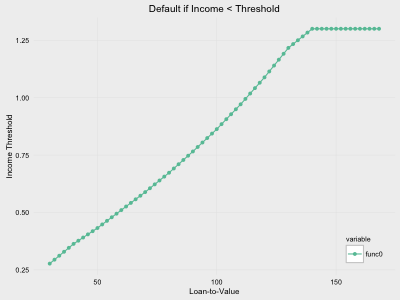 Default if Income < Threshold
Income Threshold
1.25
1.00
0.75
0.50
0.25
50
100
150
Loan-to-Value
variable
func0